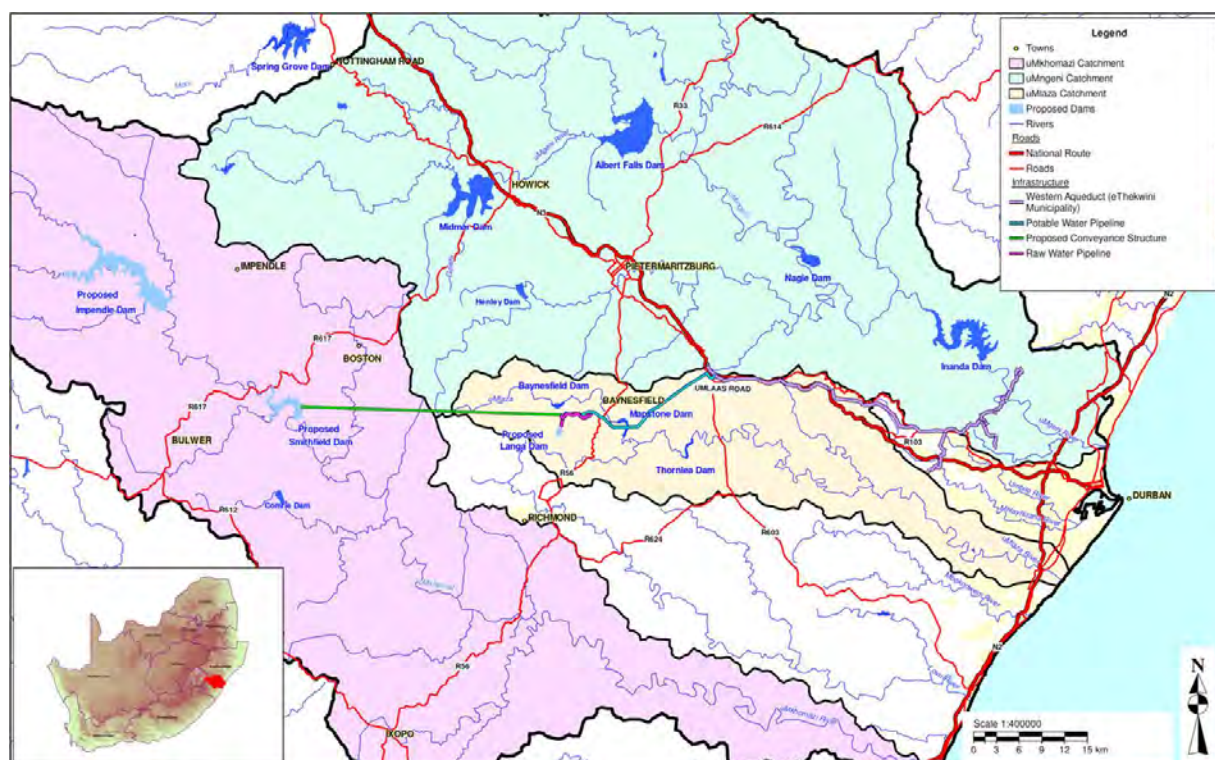 Legend
Towns
uMkhomazi Catchment
uMngeni Catchment
uMlaza Catchment
Proposed Dams
Rivers
Roads
National Route
Roads
Infrastructure
Western Aqueduct (eThekwini
Municipality)
Potable Water Pipeline
Proposed Conveyance Structure
Raw Water Pipeline
Spring Grove Dam
NOTTINGHAM ROAD
Mooi
R33
R614
Albert Falls Dam
HOWICK
Midmar Dam
N3
IMPENDLE
PIETERMARITZBURG
Nagle Dam
N2
Proposed
Impendle Dam
Henley Dam
R617
BOSTON
Inanda Dam
UMLAAS ROAD
Baynesfield Dam
BAYNESFIELD
uMlaza
Mapstone Dam
R617
Proposed
Smithfield Dam
BULWER
Proposed
Langa Dam
R103
Thornlea Dam
R56
DURBAN
R612
RICHMOND
R624
R603
R56
N2
IXOPO
N
Scale 1:400000
0 3 6 9 12 15 km